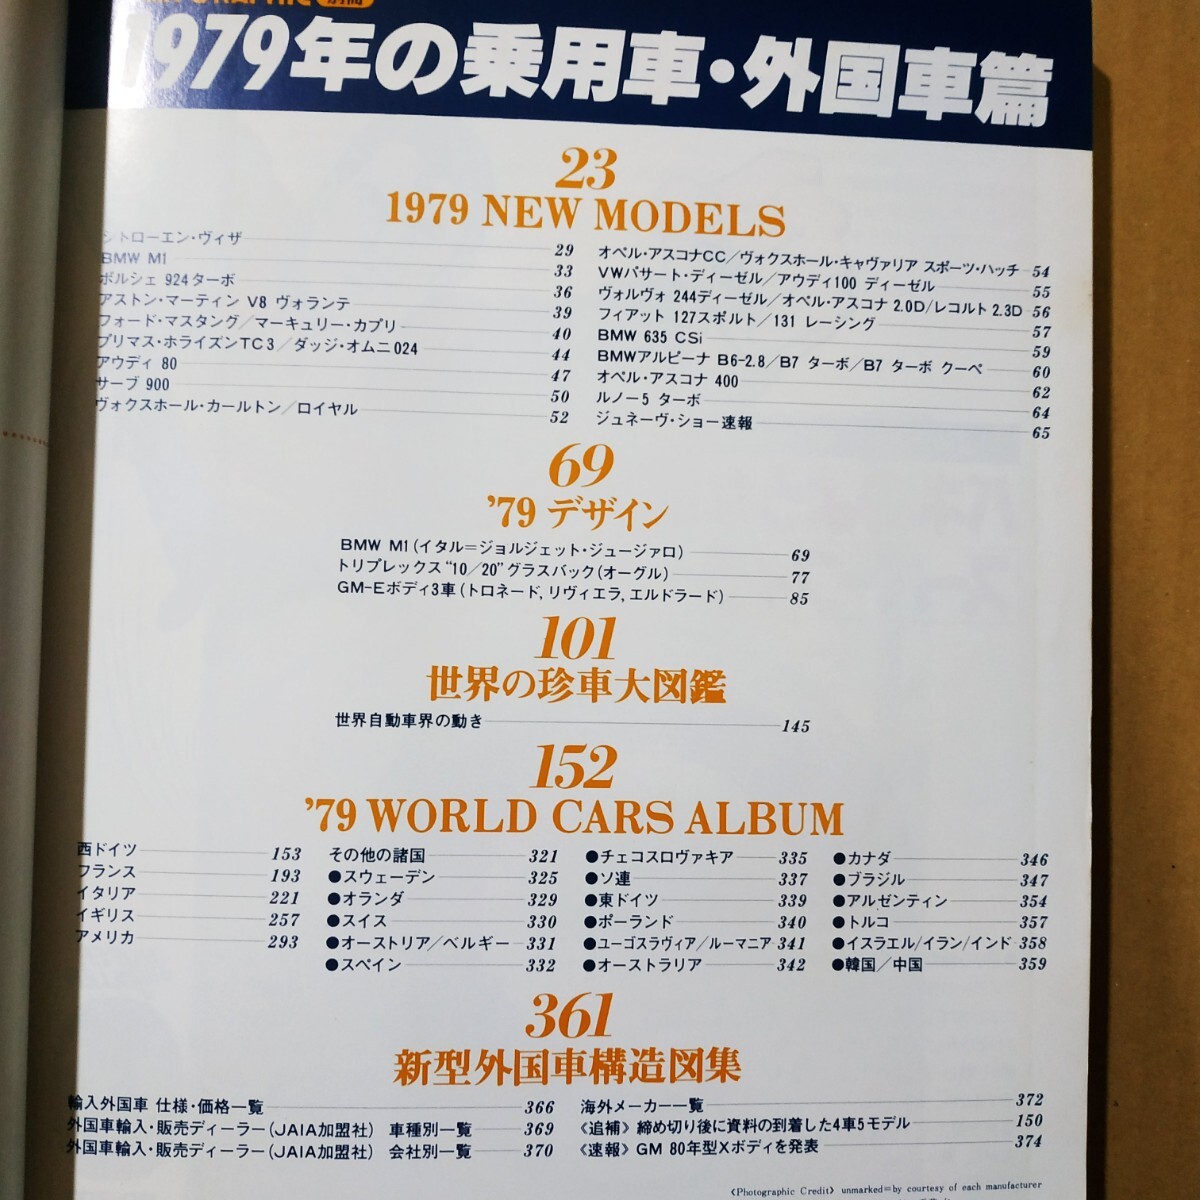 別冊
1979年の乗用車・外国車篇
23
1979 NEW MODELS
シトローエン・ヴィザ 29
BMW M1 33
ポルシェ 924ターボ 36
アストン・マーティン V8 ヴォランテ 39
フォード・マスタング／マーキュリー・カプリ 40
プリマス・ホライズンTC3／ダッジ・オムニ024 44
アウディ 80 47
サーブ 900 50
ヴォクスホール・カールトン／ロイヤル 52
オペル・アスコナCC／ヴォクスホール・キャヴァリア スポーツ・ハッチ 54
VWパサート・ディーゼル／アウディ100 ディーゼル 55
ヴォルヴォ 244ディーゼル／オペル・アスコナ 2.0D/レコルト 2.3D 56
フィアット 127スポルト／131 レーシング 57
BMW 635 CSi 59
BMWアルピーナ B6-2.8／B7 ターボ／B7 ターボ クーペ 60
オペル・アスコナ 400 62
ルノー5 ターボ 64
ジュネーヴ・ショー速報 65
69
'79 デザイン
BMW M1(イタル＝ジョルジェット・ジュージァロ) 69
トリプレックス“10／20”グラスバック(オーグル) 77
GM-Eボディ3車(トロネード, リヴィエラ, エルドラード) 85
101
世界の珍車大図鑑
世界自動車界の動き 145
152
'79 WORLD CARS ALBUM
西ドイツ 153
フランス 193
イタリア 221
イギリス 257
アメリカ 293
その他の諸国 321
●スウェーデン 325
●オランダ 329
●スイス 330
●オーストリア／ベルギー 331
●スペイン 332
●チェコスロヴァキア 335
●ソ連 337
●東ドイツ 339
●ポーランド 340
●ユーゴスラヴィア／ルーマニア 341
●オーストラリア 342
●カナダ 346
●ブラジル 347
●アルゼンティン 354
●トルコ 357
●イスラエル/イラン/インド 358
●韓国／中国 359
361
新型外国車構造図集
輸入外国車 仕様・価格一覧 366
外国車輸入・販売ディーラー(JAIA加盟社) 車種別一覧 369
外国車輸入・販売ディーラー(JAIA加盟社) 会社別一覧 370
海外メーカー一覧 372
《追補》締め切り後に資料の到着した4車5モデル 150
《速報》GM 80年型Xボディを発表 374
《Photographic Credit》 unmarked=by courtesy of each manufacturer